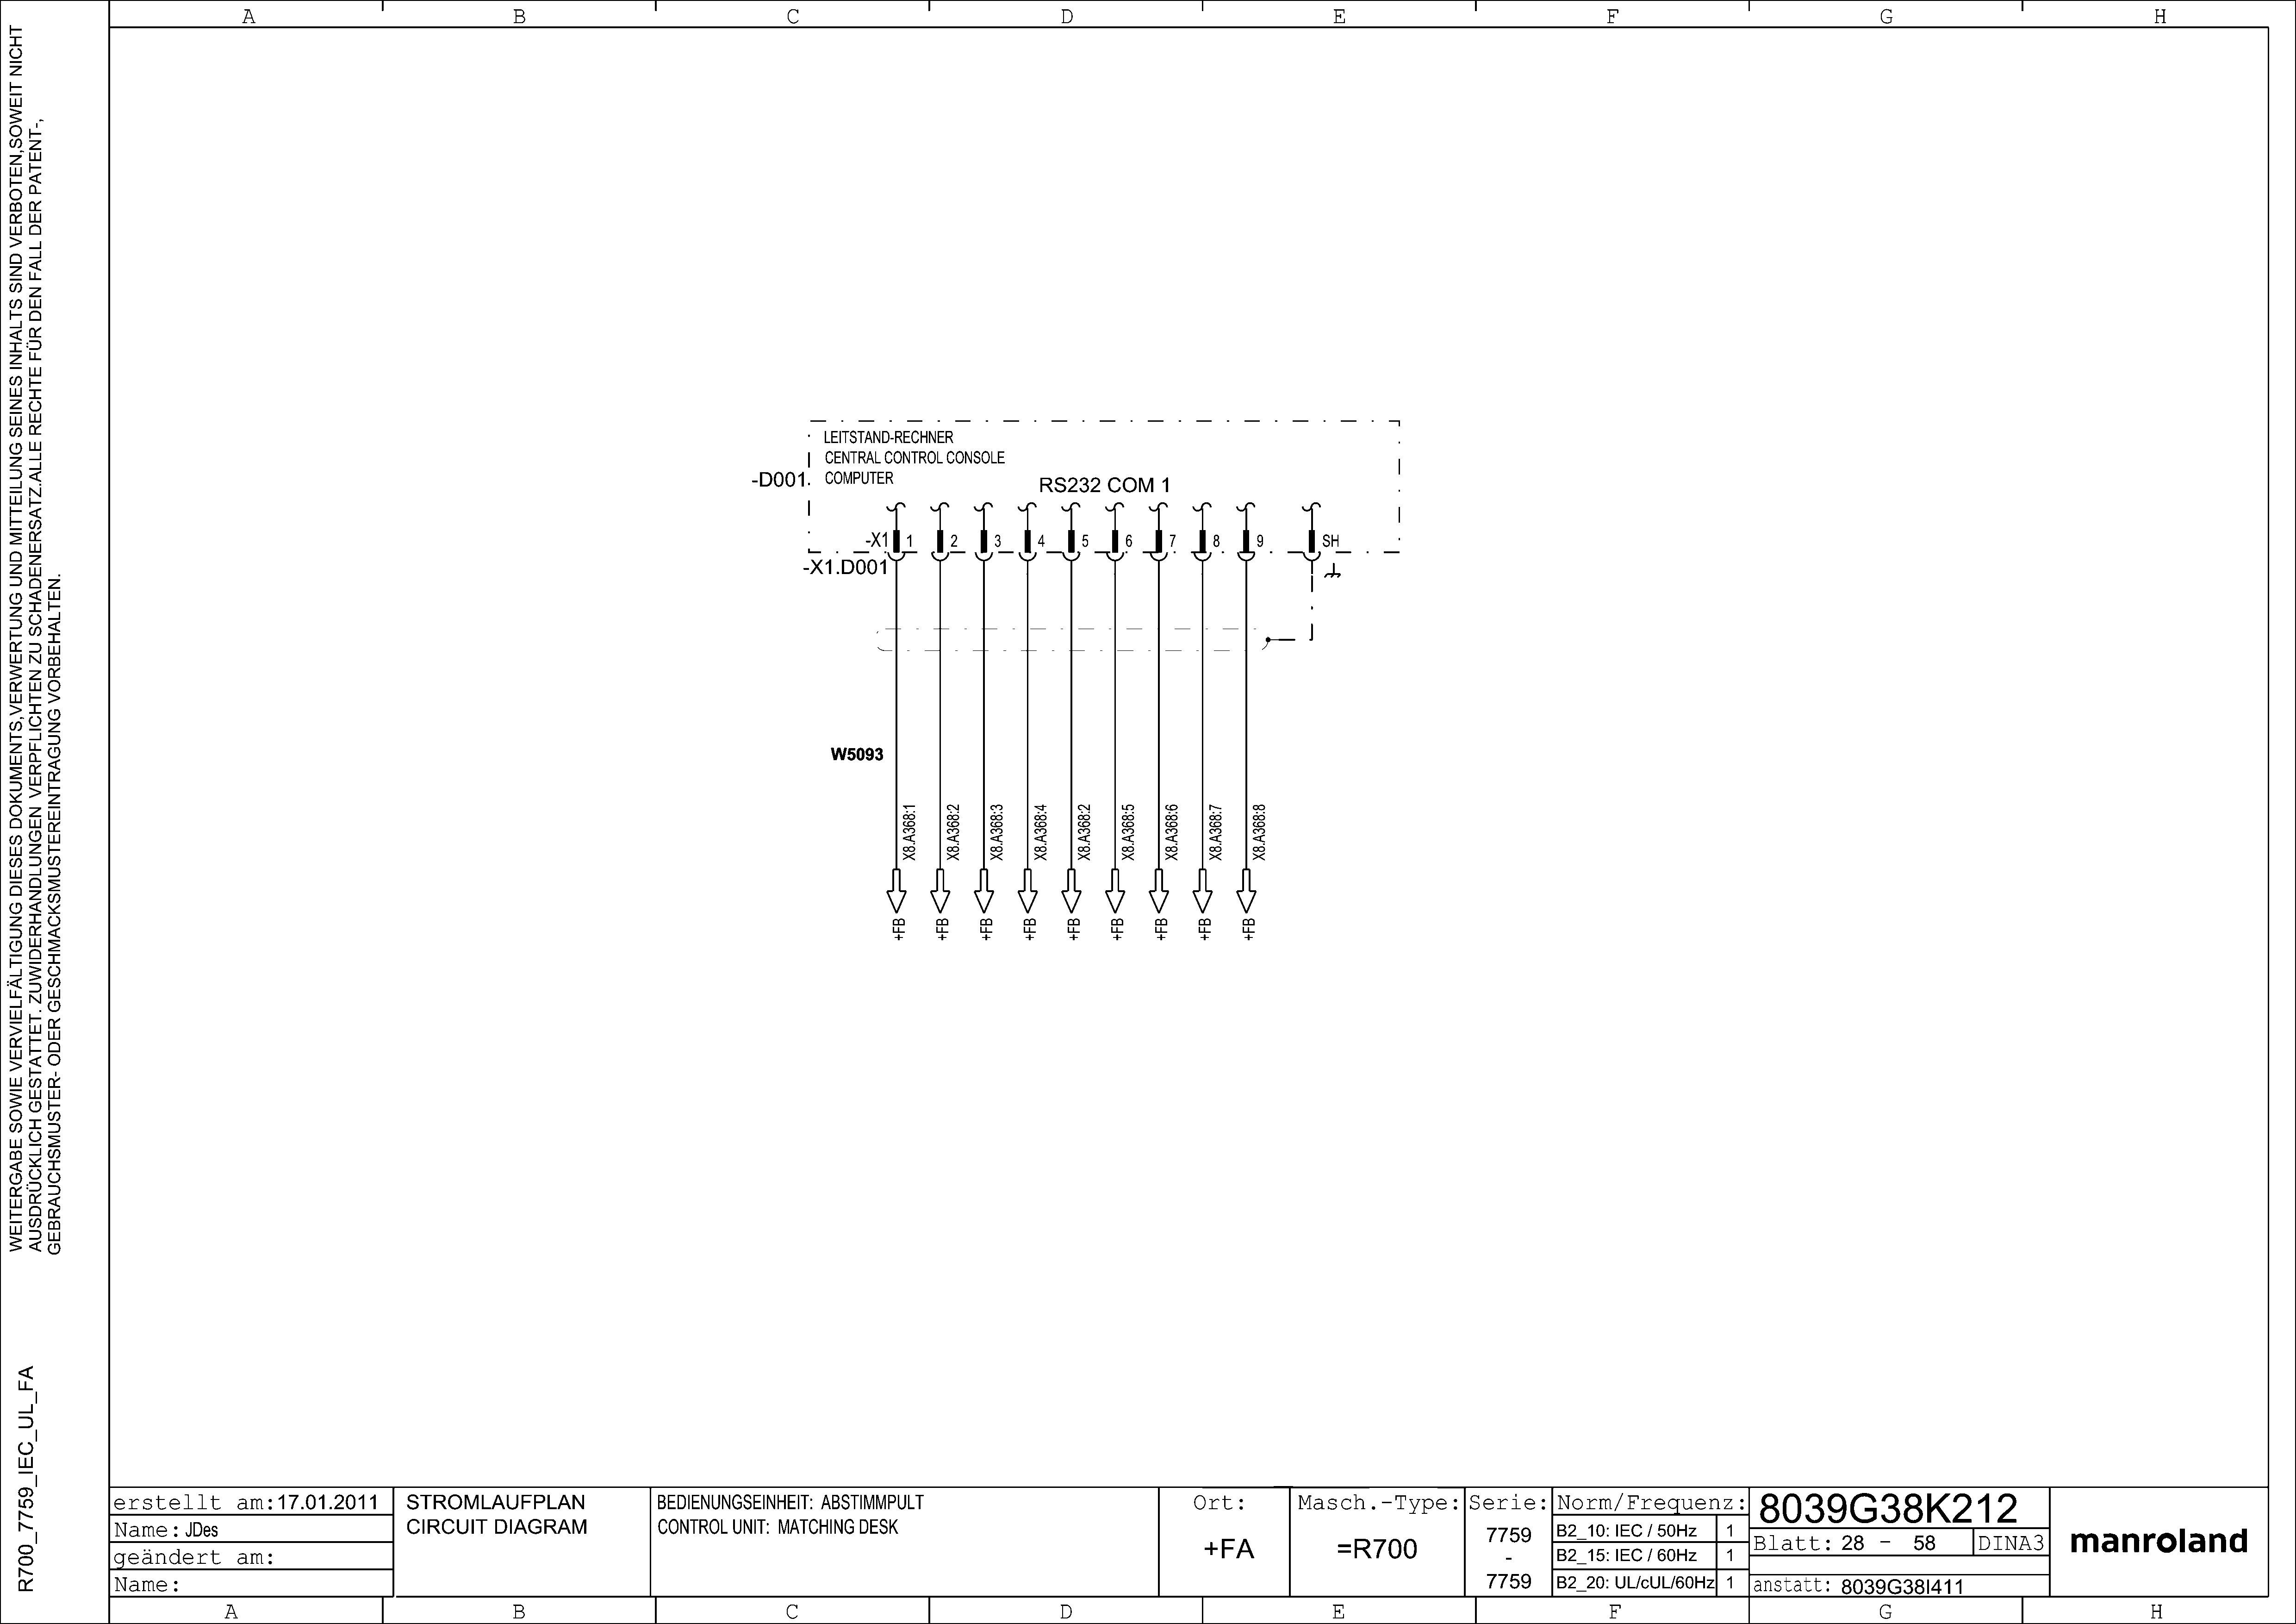 A B C D E F G H
WEITERGABE SOWIE VERVIELFÄLTIGUNG DIESES DOKUMENTS,VERWERTUNG UND MITTEILUNG SEINES INHALTS SIND VERBOTEN,SOWEIT NICHT
AUSDRÜCKLICH GESTATTET. ZUWIDERHANDLUNGEN VERPFLICHTEN ZU SCHADENERSATZ.ALLE RECHTE FÜR DEN FALL DER PATENT-,
GEBRAUCHSMUSTER- ODER GESCHMACKSMUSTEREINTRAGUNG VORBEHALTEN.
R700_7759_IEC_UL_FA
LEITSTAND-RECHNER
CENTRAL CONTROL CONSOLE
-D001 COMPUTER
RS232 COM 1
-X1 1 2 3 4 5 6 7 8 9 SH
-X1.D001
W5093
X8.A368:1
X8.A368:2
X8.A368:3
X8.A368:4
X8.A368:2
X8.A368:5
X8.A368:6
X8.A368:7
X8.A368:8
+FB +FB +FB +FB +FB +FB +FB +FB +FB
erstellt am:17.01.2011
Name: JDes
geändert am:
Name:
STROMLAUFPLAN
CIRCUIT DIAGRAM
BEDIENUNGSEINHEIT: ABSTIMMPULT
CONTROL UNIT: MATCHING DESK
Ort:
+FA
Masch.-Type:
=R700
Serie:
7759
-
7759
Norm/Frequenz:
B2_10: IEC / 50Hz 1
B2_15: IEC / 60Hz 1
B2_20: UL/cUL/60Hz 1
8039G38K212
Blatt: 28 - 58 DINA3
anstatt: 8039G38I411
manroland
A B C D E F G H